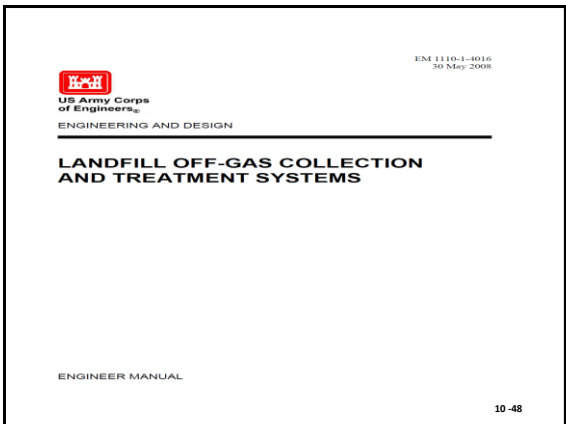 EM 1110-1-4016
30 May 2008
US Army Corps
of Engineers®
ENGINEERING AND DESIGN
LANDFILL OFF-GAS COLLECTION
AND TREATMENT SYSTEMS
ENGINEER MANUAL
10 -48